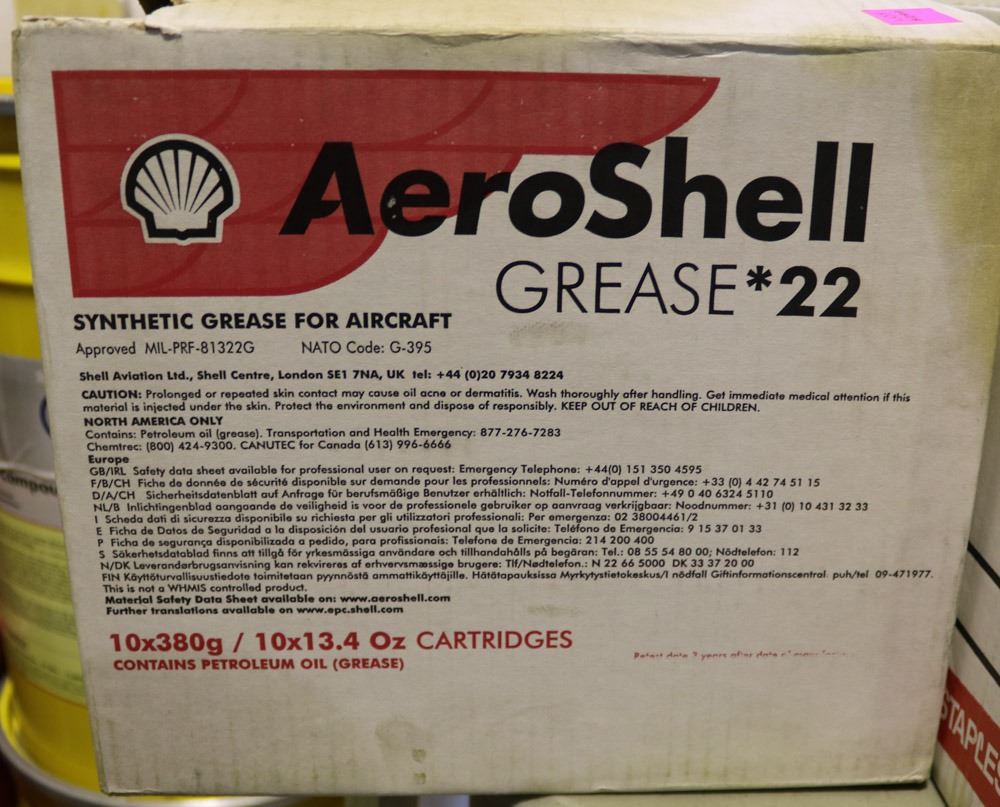 AeroShell
GREASE*22
SYNTHETIC GREASE FOR AIRCRAFT
Approved MIL-PRF-81322G NATO Code: G-395
Shell Aviation Ltd., Shell Centre, London SE1 7NA, UK tel: +44 (0)20 7934 8224
CAUTION: Prolonged or repeated skin contact may cause oil acne or dermatitis. Wash thoroughly after handling. Get immediate medical attention if this
material is injected under the skin. Protect the environment and dispose of responsibly. KEEP OUT OF REACH OF CHILDREN.
NORTH AMERICA ONLY
Contains: Petroleum oil (grease). Transportation and Health Emergency: 877-276-7283
Chemtrec: (800) 424-9300. CANUTEC for Canada (613) 996-6666
Europe
GB/IRL Safety data sheet available for professional user on request: Emergency Telephone: +44(0) 151 350 4595
F/B/CH Fiche de donnée de sécurité disponible sur demande pour les professionnels: Numéro d'appel d'urgence: +33 (0) 4 42 74 51 15
D/A/CH Sicherheitsdatenblatt auf Anfrage für berufsmäßige Benutzer erhältlich: Notfall-Telefonnummer: +49 0 40 6324 5110
NL/B Inlichtingenblad aangaande de veiligheid is voor de professionele gebruiker op aanvraag verkrijgbaar: Noodnummer: +31 (0) 10 431 32 33
I Scheda dati di sicurezza disponibile su richiesta per gli utilizzatori professionali: Per emergenza: 02 38004461/2
E Ficha de Datos de Seguridad a la disposición del usuario profesional que la solicite: Teléfono de Emergencia: 9 15 37 01 33
P Ficha de segurança disponibilizada a pedido, para profissionais: Telefone de Emergencia: 214 200 400
S Säkerhetsdatablad finns att tillgå för yrkesmässiga användare och tillhandahålls på begäran: Tel.: 08 55 54 80 00; Nödtelefon: 112
N/DK Leverandørbrugsanvisning kan rekvireres af erhvervsmæssige brugere: Tlf/Nødtelefon.: N 22 66 5000 DK 33 37 20 00
FIN Käyttöturvallisuustiedote toimitetaan pyynnöstä ammattikäyttäjille. Hätätapauksissa Myrkytystietokeskus/I nödfall Giftinformationscentral puh/tel 09-471977.
This is not a WHMIS controlled product.
Material Safety Data Sheet available on: www.aeroshell.com
Further translations available on www.epc.shell.com
10x380g / 10x13.4 Oz CARTRIDGES
CONTAINS PETROLEUM OIL (GREASE)
Retest date 3 years after date of
STAPLES